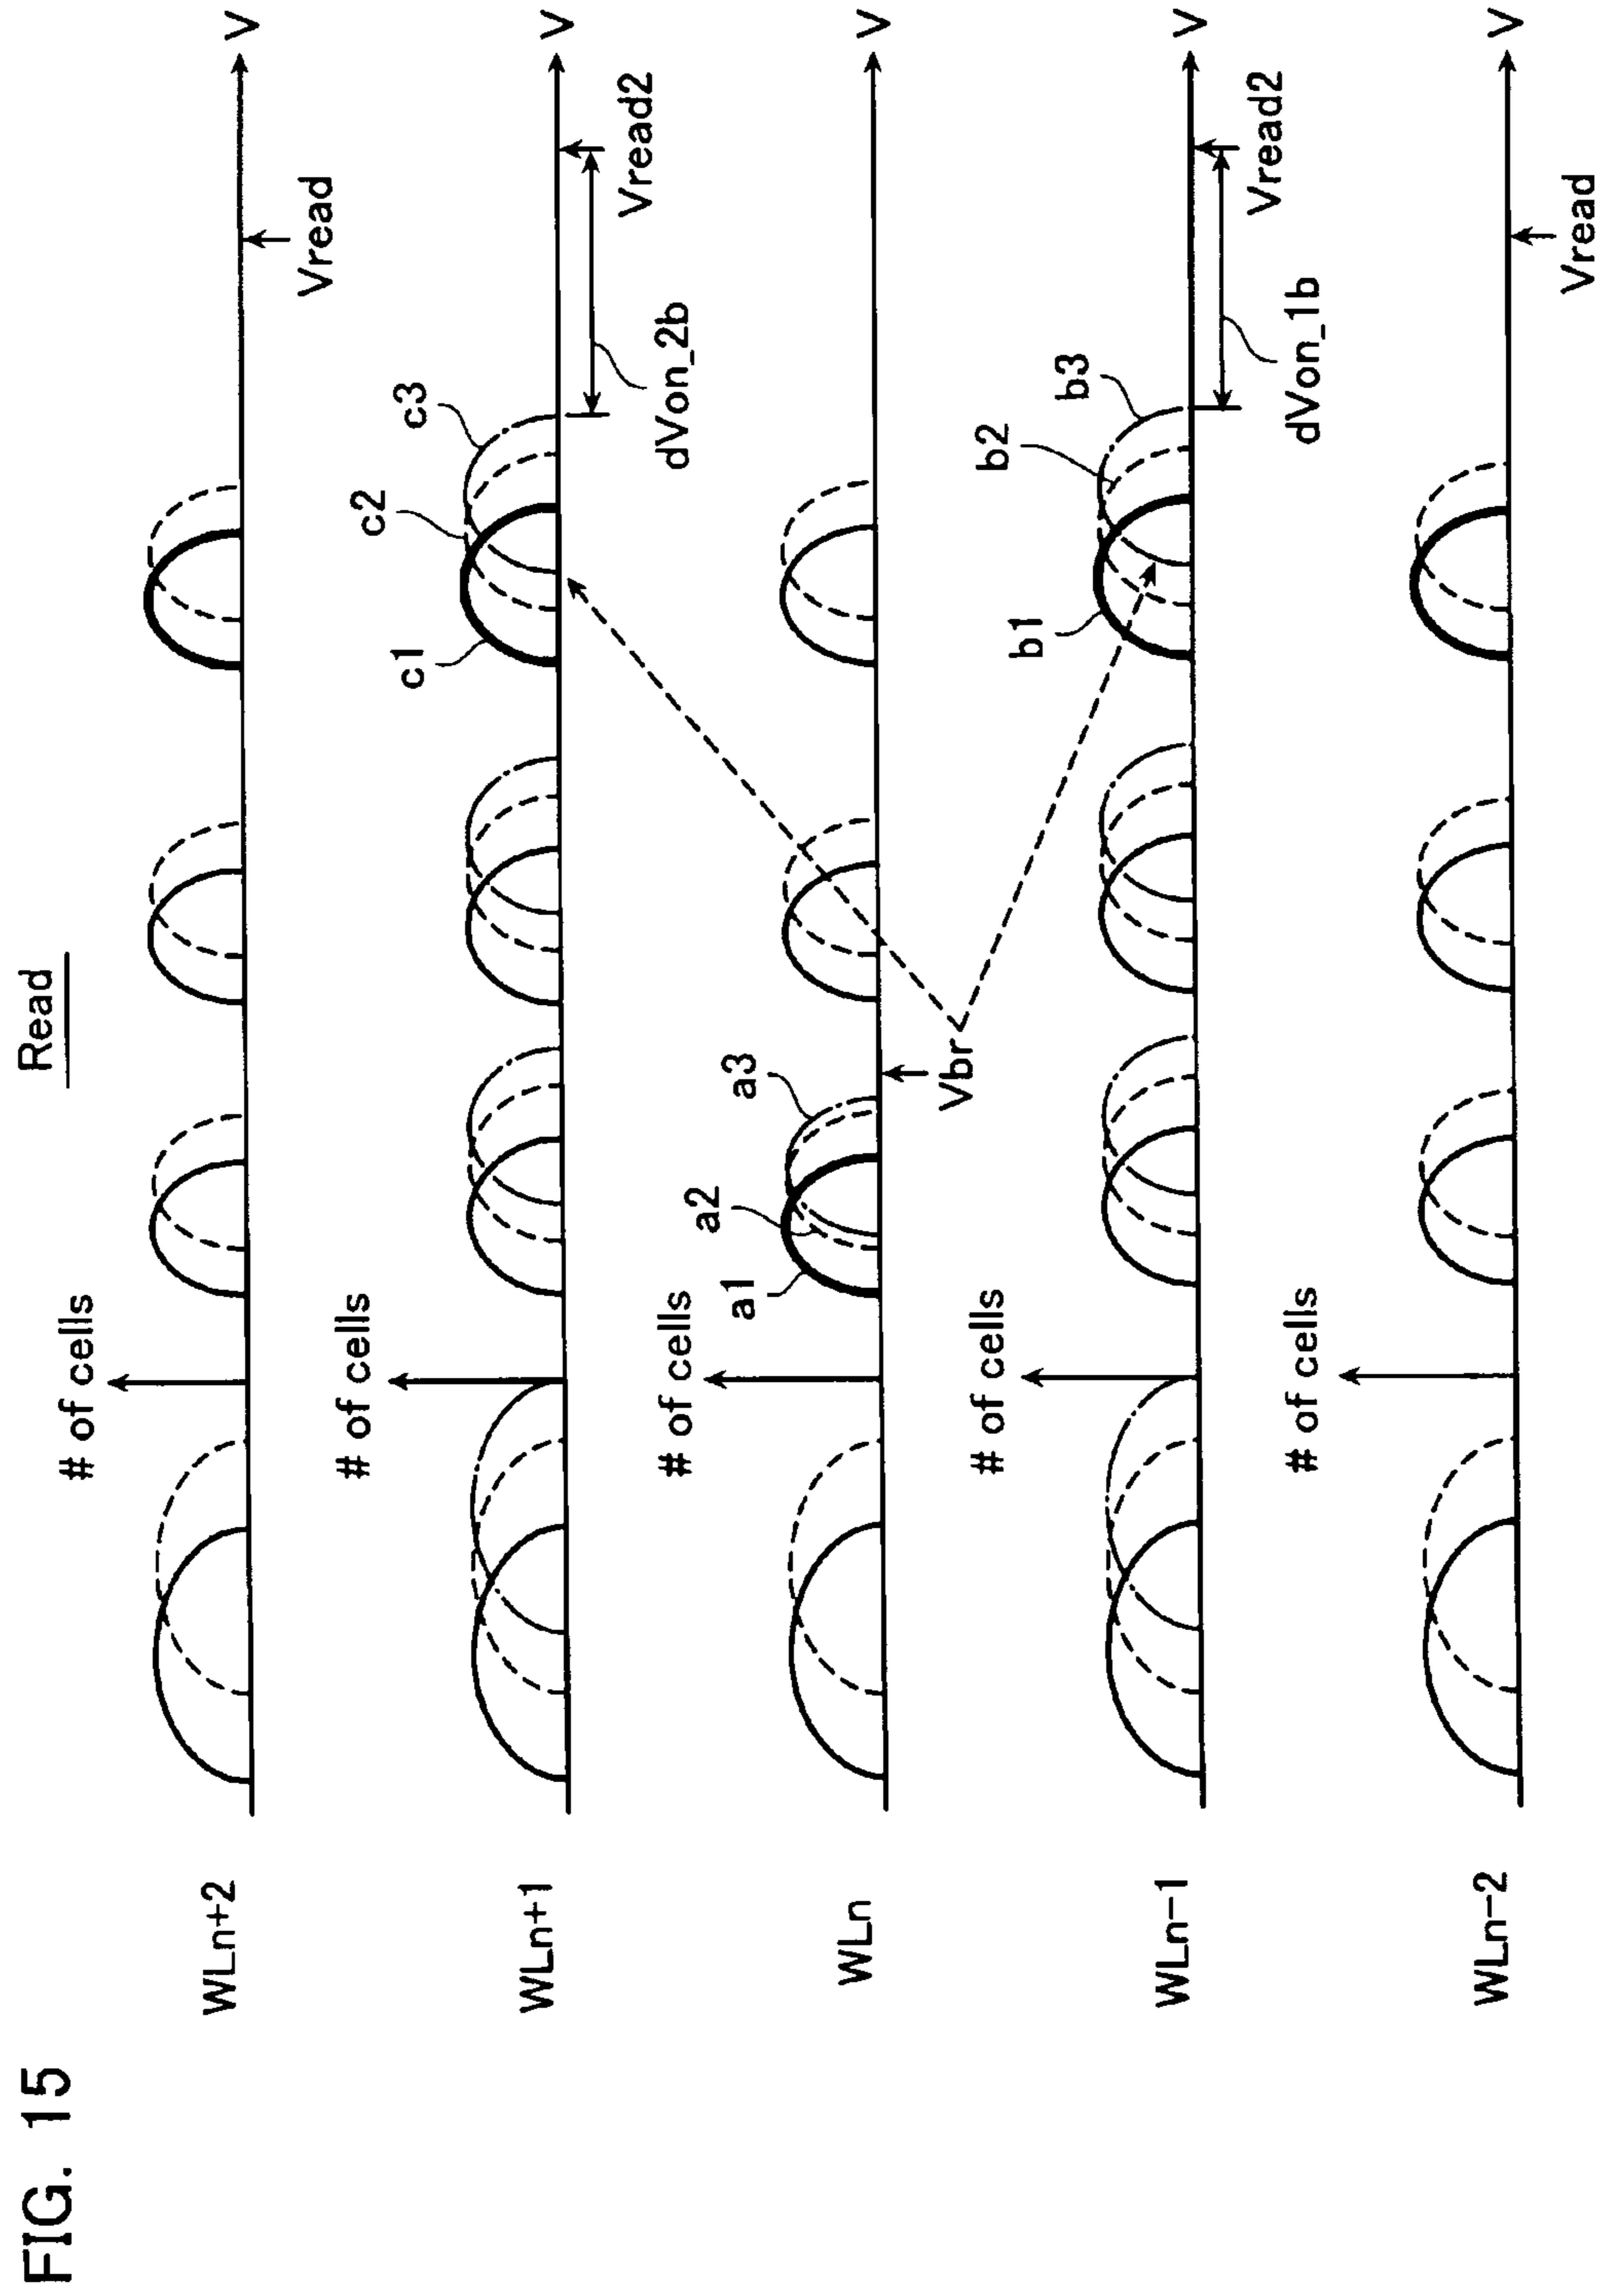 FIG. 15
Read
WLn+2
# of cells
Vread
V
WLn+1
# of cells
c1
c2
c3
dVon_2b
Vread2
V
WLn
# of cells
a1
a2
a3
Vbr
V
WLn-1
# of cells
b1
b2
b3
dVon_1b
Vread2
V
WLn-2
# of cells
Vread
V